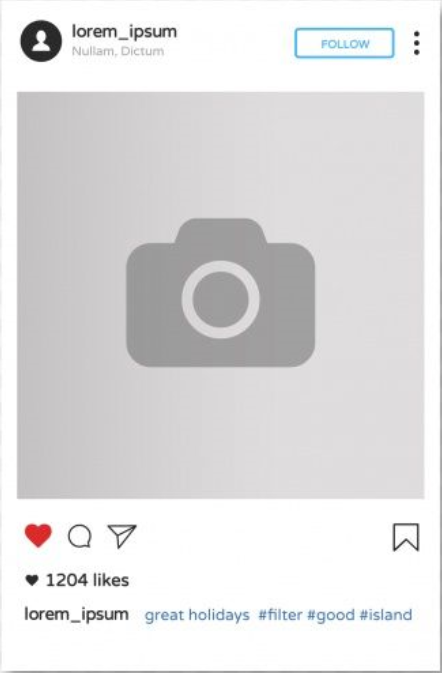 lorem_ipsum
Nullam, Dictum
FOLLOW
1204 likes
lorem_ipsum great holidays #filter #good #island